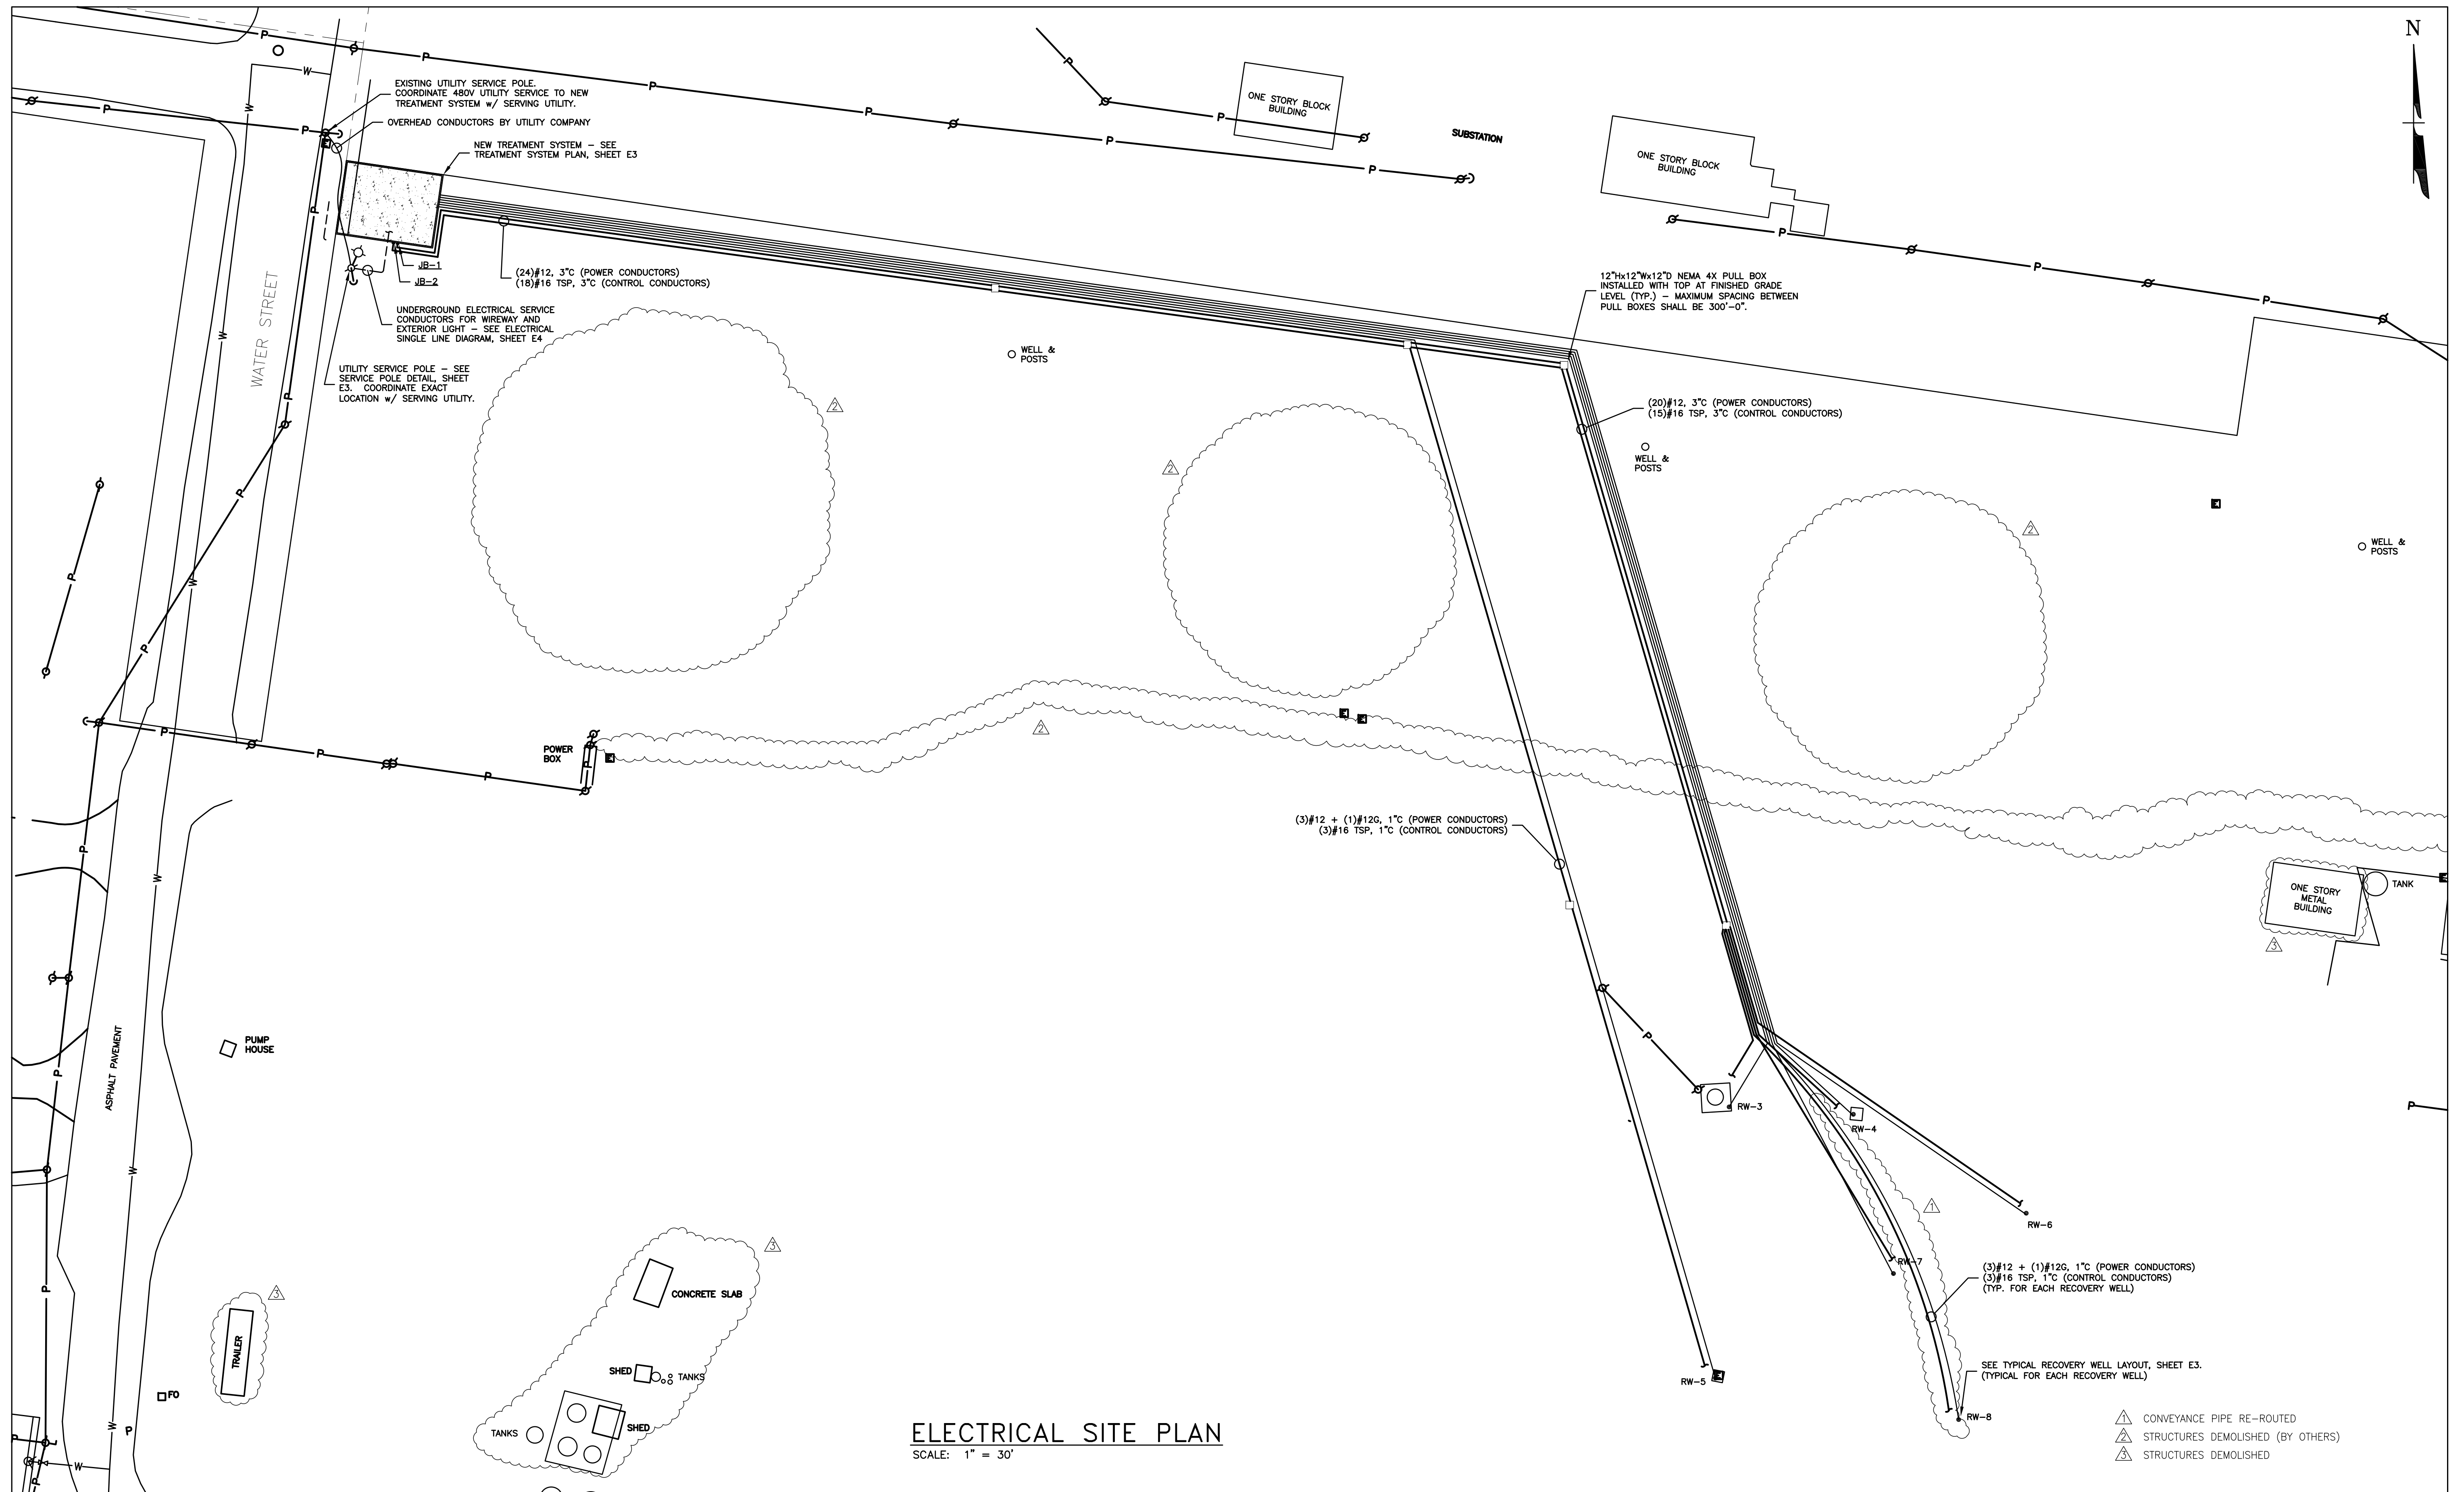 N
EXISTING UTILITY SERVICE POLE.
COORDINATE 480V UTILITY SERVICE TO NEW
TREATMENT SYSTEM w/ SERVING UTILITY.
OVERHEAD CONDUCTORS BY UTILITY COMPANY
NEW TREATMENT SYSTEM – SEE
TREATMENT SYSTEM PLAN, SHEET E3
ONE STORY BLOCK
BUILDING
SUBSTATION
ONE STORY BLOCK
BUILDING
JB-1
JB-2
(24)#12, 3"C (POWER CONDUCTORS)
(18)#16 TSP, 3"C (CONTROL CONDUCTORS)
12"Hx12"Wx12"D NEMA 4X PULL BOX
INSTALLED WITH TOP AT FINISHED GRADE
LEVEL (TYP.) – MAXIMUM SPACING BETWEEN
PULL BOXES SHALL BE 300'-0".
UNDERGROUND ELECTRICAL SERVICE
CONDUCTORS FOR WIREWAY AND
EXTERIOR LIGHT – SEE ELECTRICAL
SINGLE LINE DIAGRAM, SHEET E4
WATER STREET
UTILITY SERVICE POLE – SEE
SERVICE POLE DETAIL, SHEET
E3. COORDINATE EXACT
LOCATION w/ SERVING UTILITY.
WELL &
POSTS
2
(20)#12, 3"C (POWER CONDUCTORS)
(15)#16 TSP, 3"C (CONTROL CONDUCTORS)
2
WELL &
POSTS
2
WELL &
POSTS
2
POWER
BOX
(3)#12 + (1)#12G, 1"C (POWER CONDUCTORS)
(3)#16 TSP, 1"C (CONTROL CONDUCTORS)
ONE STORY
METAL
BUILDING
TANK
3
PUMP
HOUSE
ASPHALT PAVEMENT
RW-3
RW-4
1
RW-6
RW-7
(3)#12 + (1)#12G, 1"C (POWER CONDUCTORS)
(3)#16 TSP, 1"C (CONTROL CONDUCTORS)
(TYP. FOR EACH RECOVERY WELL)
3
CONCRETE SLAB
3
TRAILER
SHED
TANKS
FO
SHED
TANKS
RW-5
SEE TYPICAL RECOVERY WELL LAYOUT, SHEET E3.
(TYPICAL FOR EACH RECOVERY WELL)
RW-8
ELECTRICAL SITE PLAN
SCALE: 1" = 30'
1 CONVEYANCE PIPE RE-ROUTED
2 STRUCTURES DEMOLISHED (BY OTHERS)
3 STRUCTURES DEMOLISHED